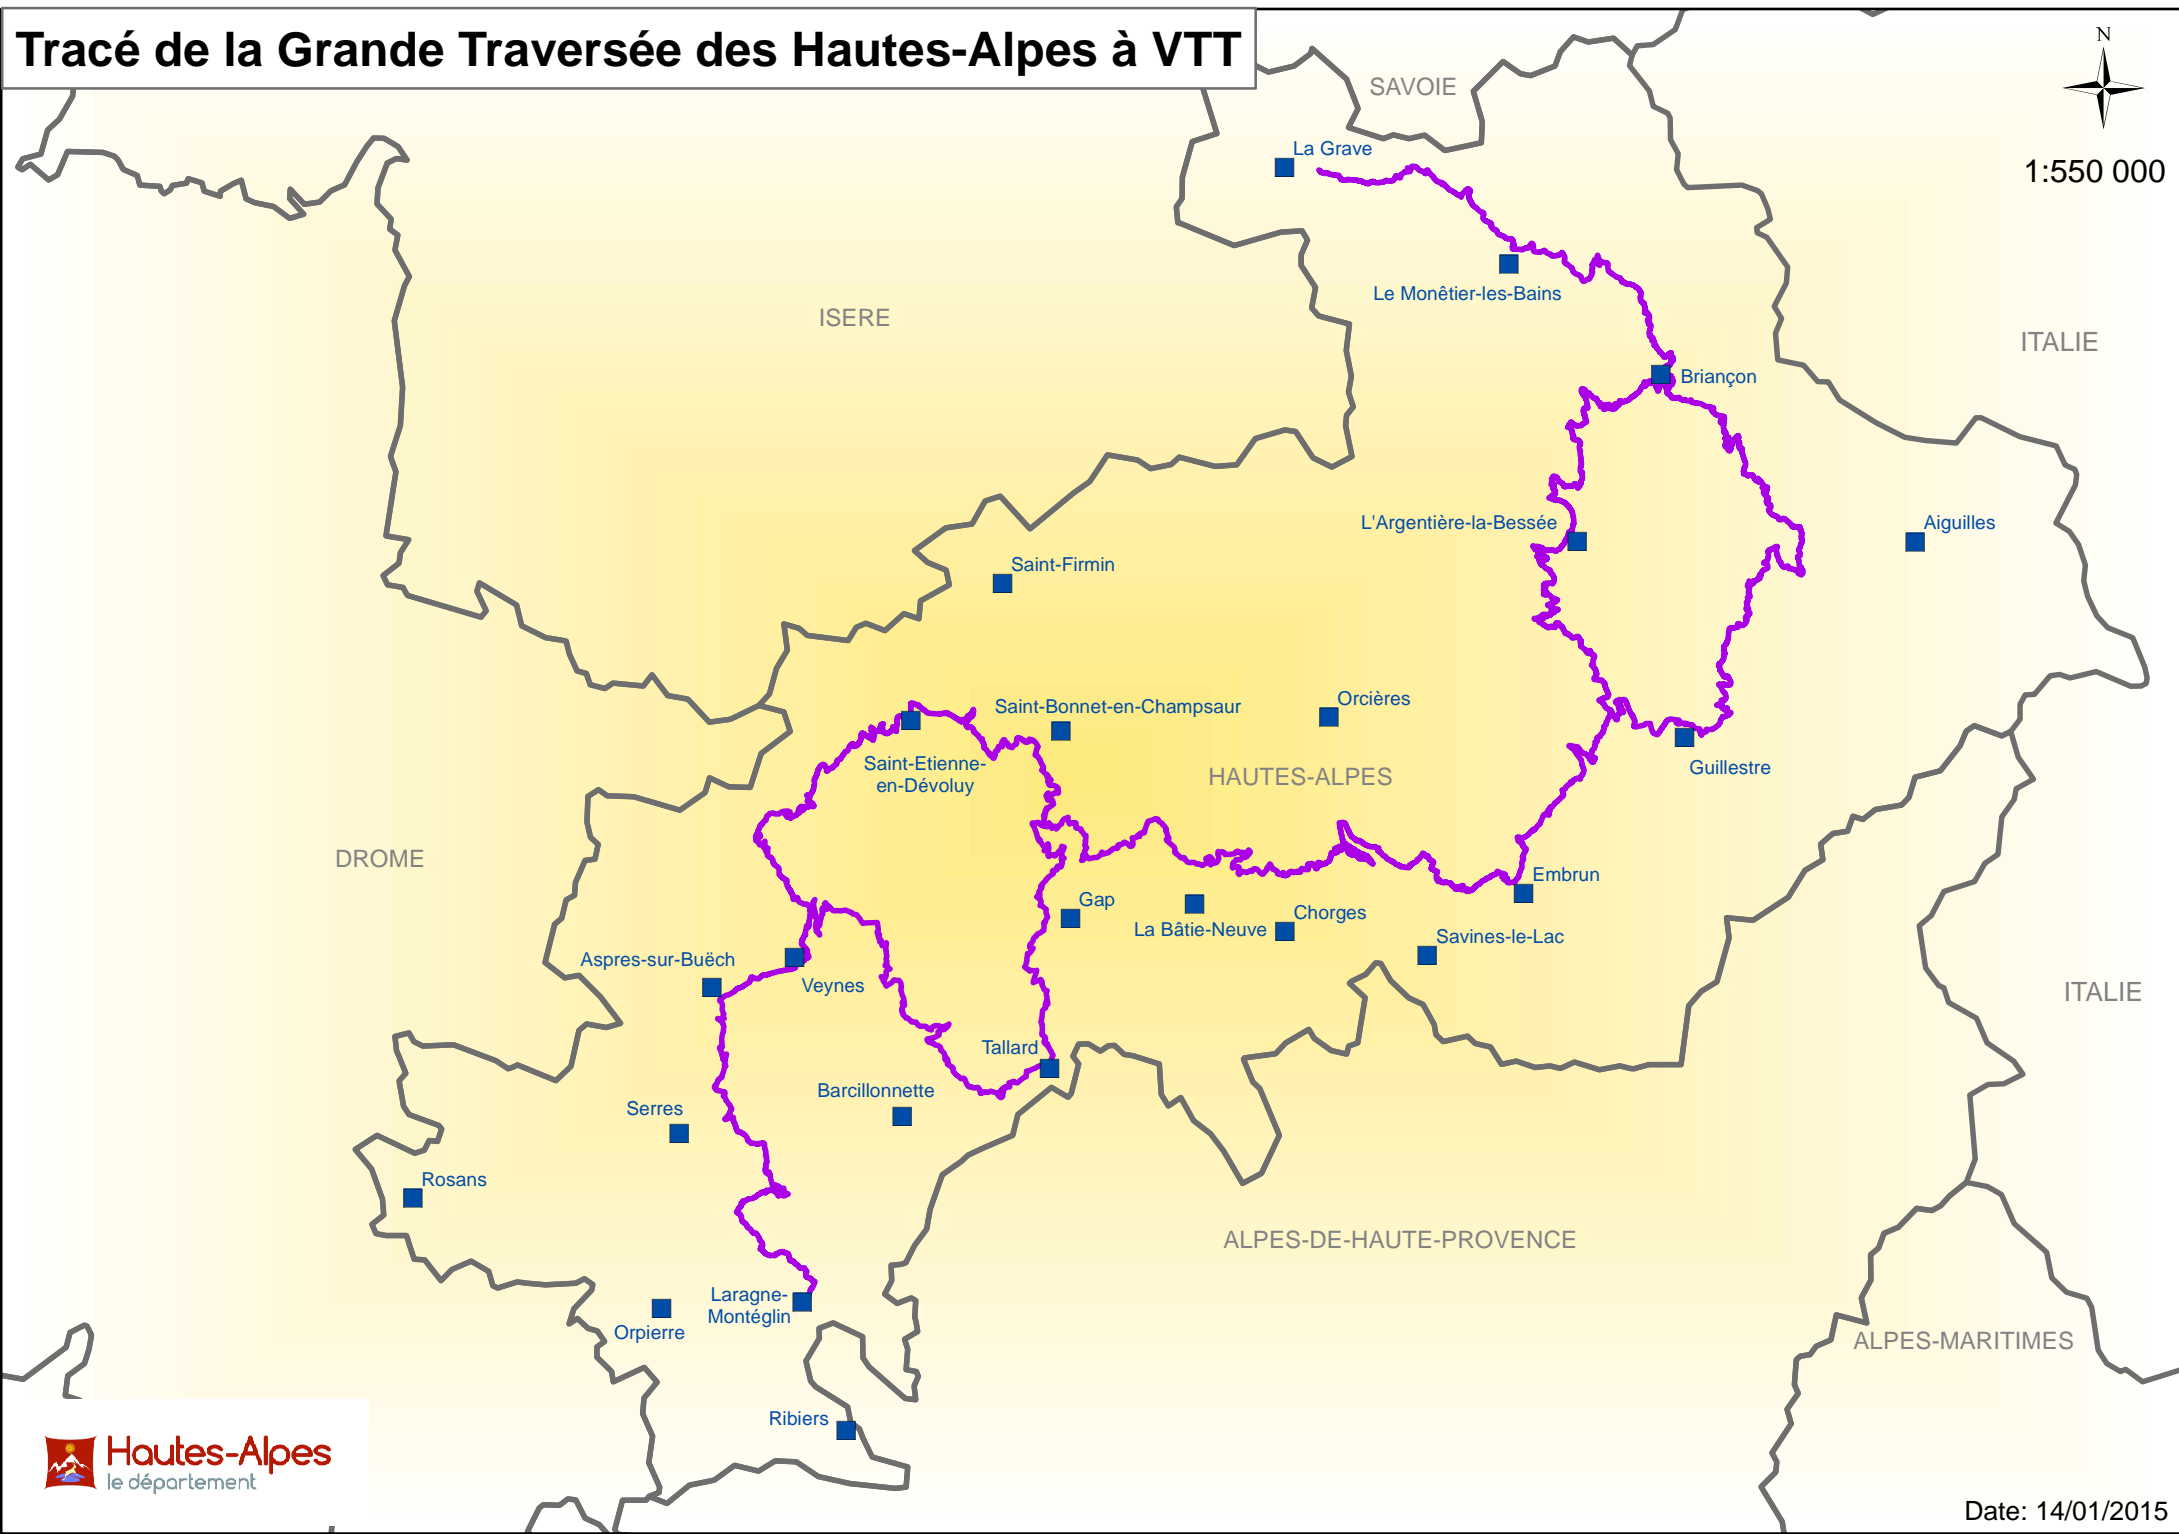 Tracé de la Grande Traversée des Hautes-Alpes à VTT
N
1:550 000
SAVOIE
La Grave
Le Monêtier-les-Bains
ISERE
ITALIE
Briançon
L'Argentière-la-Bessée
Aiguilles
Saint-Firmin
Orcières
Saint-Bonnet-en-Champsaur
Saint-Etienne-
en-Dévoluy
HAUTES-ALPES
Guillestre
DROME
Embrun
Gap
La Bâtie-Neuve
Chorges
Savines-le-Lac
Aspres-sur-Buëch
Veynes
ITALIE
Tallard
Barcillonnette
Serres
Rosans
ALPES-DE-HAUTE-PROVENCE
Laragne-
Montéglin
Orpierre
ALPES-MARITIMES
Ribiers
Hautes-Alpes
le département
Date: 14/01/2015